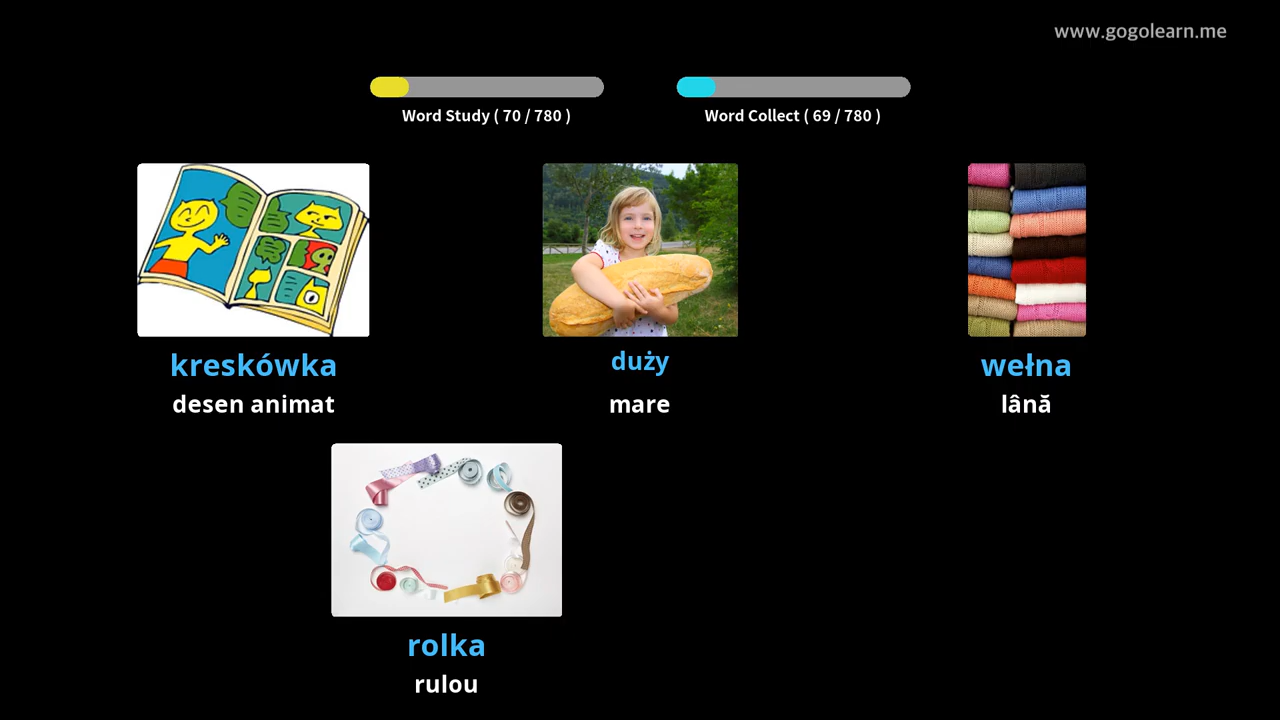 www.gogolearn.me
Word Study ( 70 / 780 )
Word Collect ( 69 / 780 )
kreskówka
desen animat
duży
mare
wełna
lână
rolka
rulou